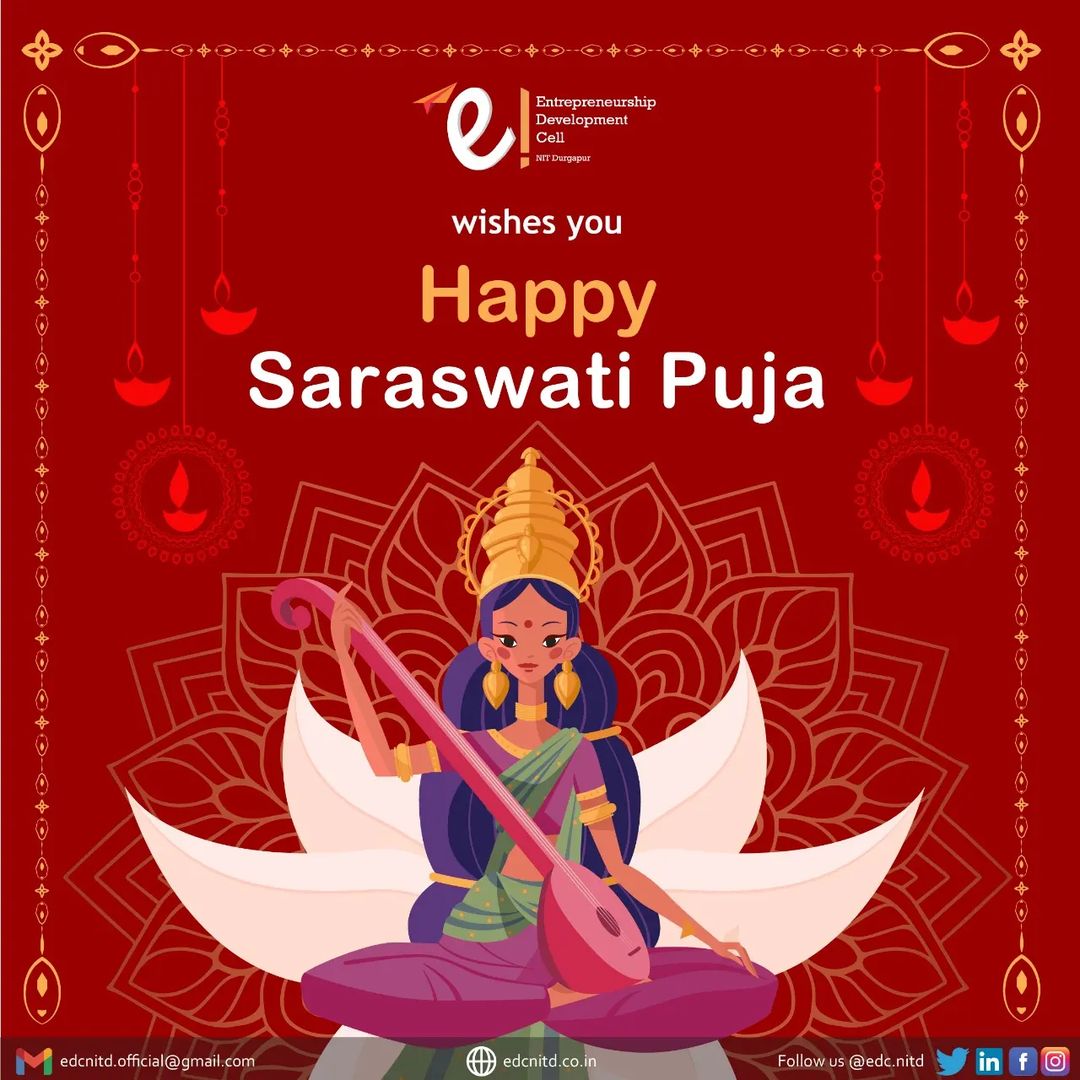 e!
Entrepreneurship
Development
Cell
NIT Durgapur
wishes you
Happy
Saraswati Puja
edcnitd.official@gmail.com
edcnitd.co.in
Follow us @edc.nitd